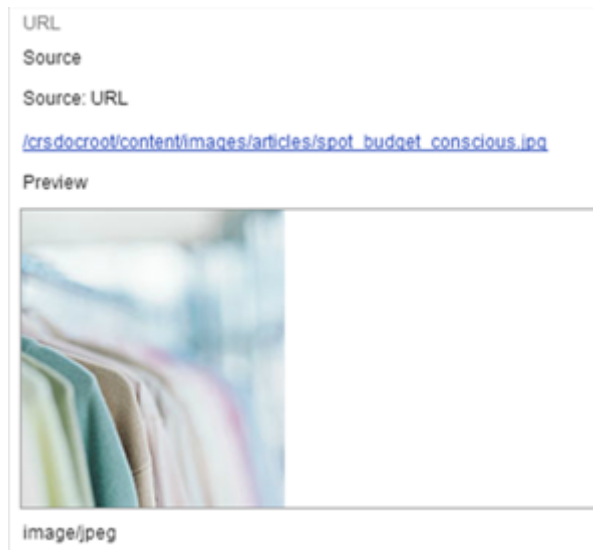 URL
Source
Source: URL
/crsdocroot/content/images/articles/spot_budget_conscious.jpg
Preview
image/jpeg